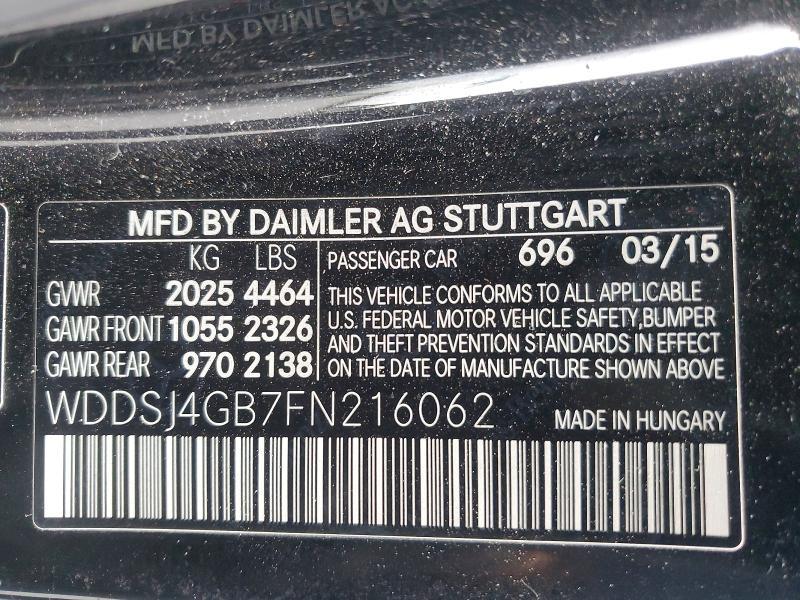 MFD BY DAIMLER AG STUTTGART
KG LBS
PASSENGER CAR 696 03/15
GVWR 2025 4464
GAWR FRONT 1055 2326
GAWR REAR 970 2138
THIS VEHICLE CONFORMS TO ALL APPLICABLE
U.S. FEDERAL MOTOR VEHICLE SAFETY,BUMPER
AND THEFT PREVENTION STANDARDS IN EFFECT
ON THE DATE OF MANUFACTURE SHOWN ABOVE
WDDSJ4GB7FN216062
MADE IN HUNGARY